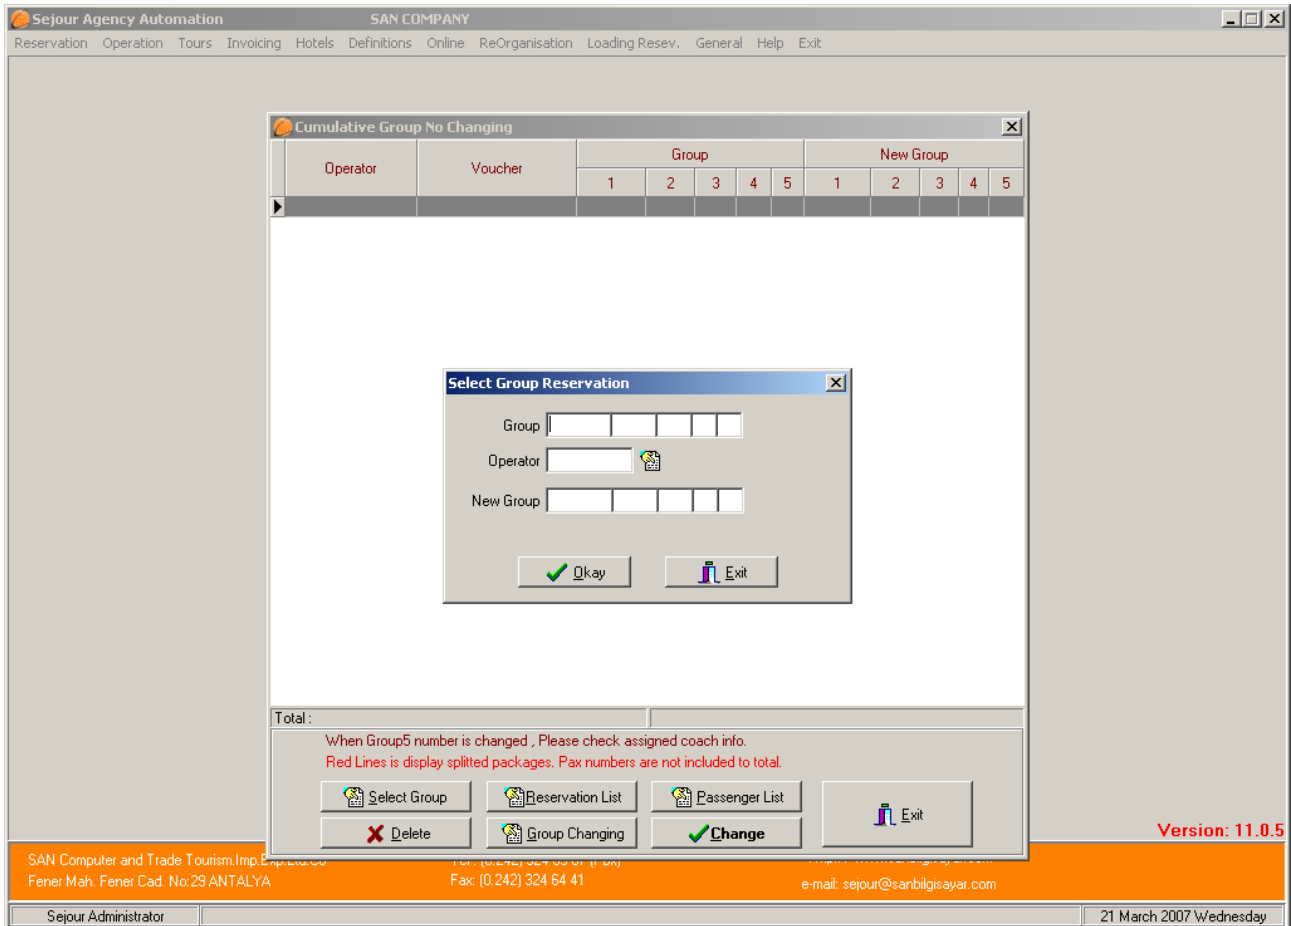 Sejour Agency Automation SAN COMPANY
Reservation Operation Tours Invoicing Hotels Definitions Online ReOrganisation Loading Resev. General Help Exit
Cumulative Group No Changing
Operator Voucher Group New Group
1 2 3 4 5 1 2 3 4 5
Select Group Reservation
Group
Operator
New Group
Okay Exit
Total :
When Group5 number is changed , Please check assigned coach info.
Red Lines is display splitted packages. Pax numbers are not included to total.
Select Group Reservation List Passenger List Exit
Delete Group Changing Change
Version: 11.0.5
SAN Computer and Trade Tourism.Imp.Exp.Ltd.Co
Fener Mah. Fener Cad. No:29 ANTALYA Fax: (0.242) 324 64 41 e-mail: sejour@sanbilgisayar.com
Sejour Administrator 21 March 2007 Wednesday